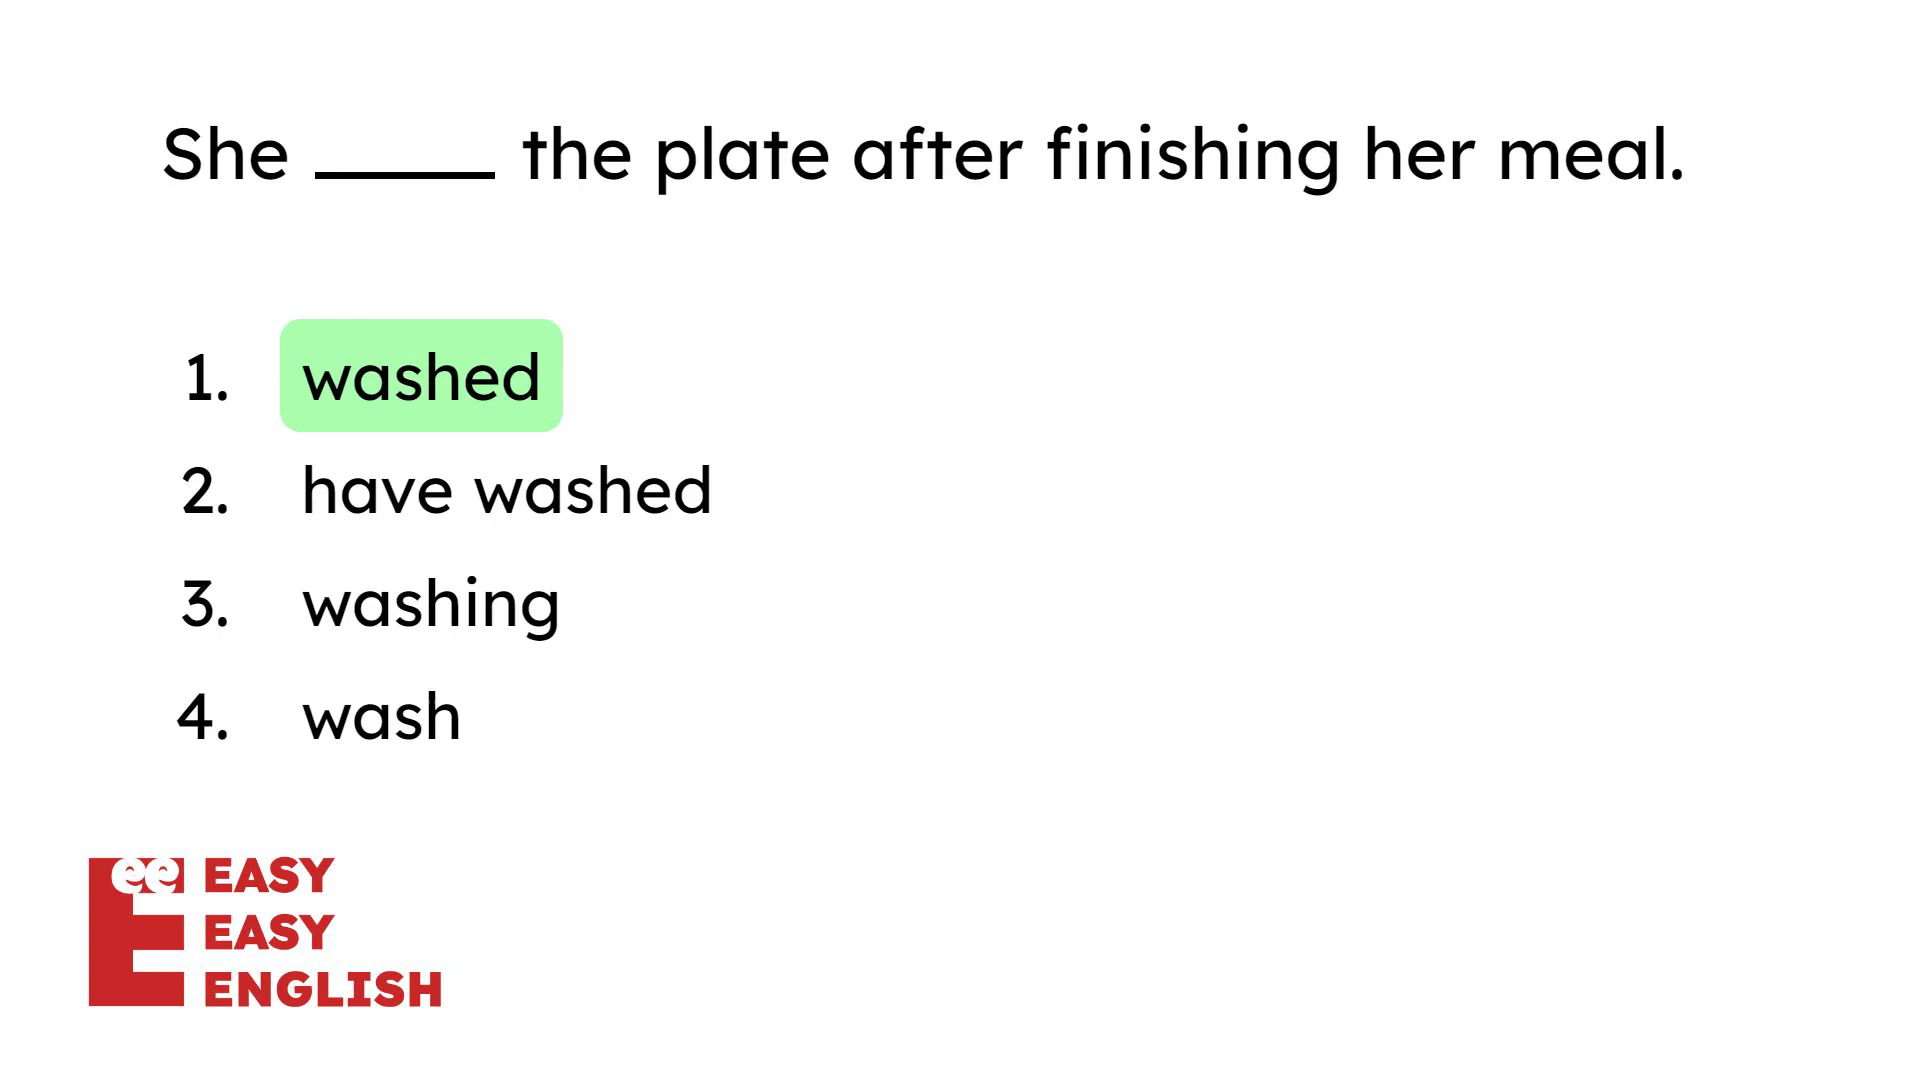 She _____ the plate after finishing her meal.
1. washed
2. have washed
3. washing
4. wash
ee EASY
EASY
ENGLISH